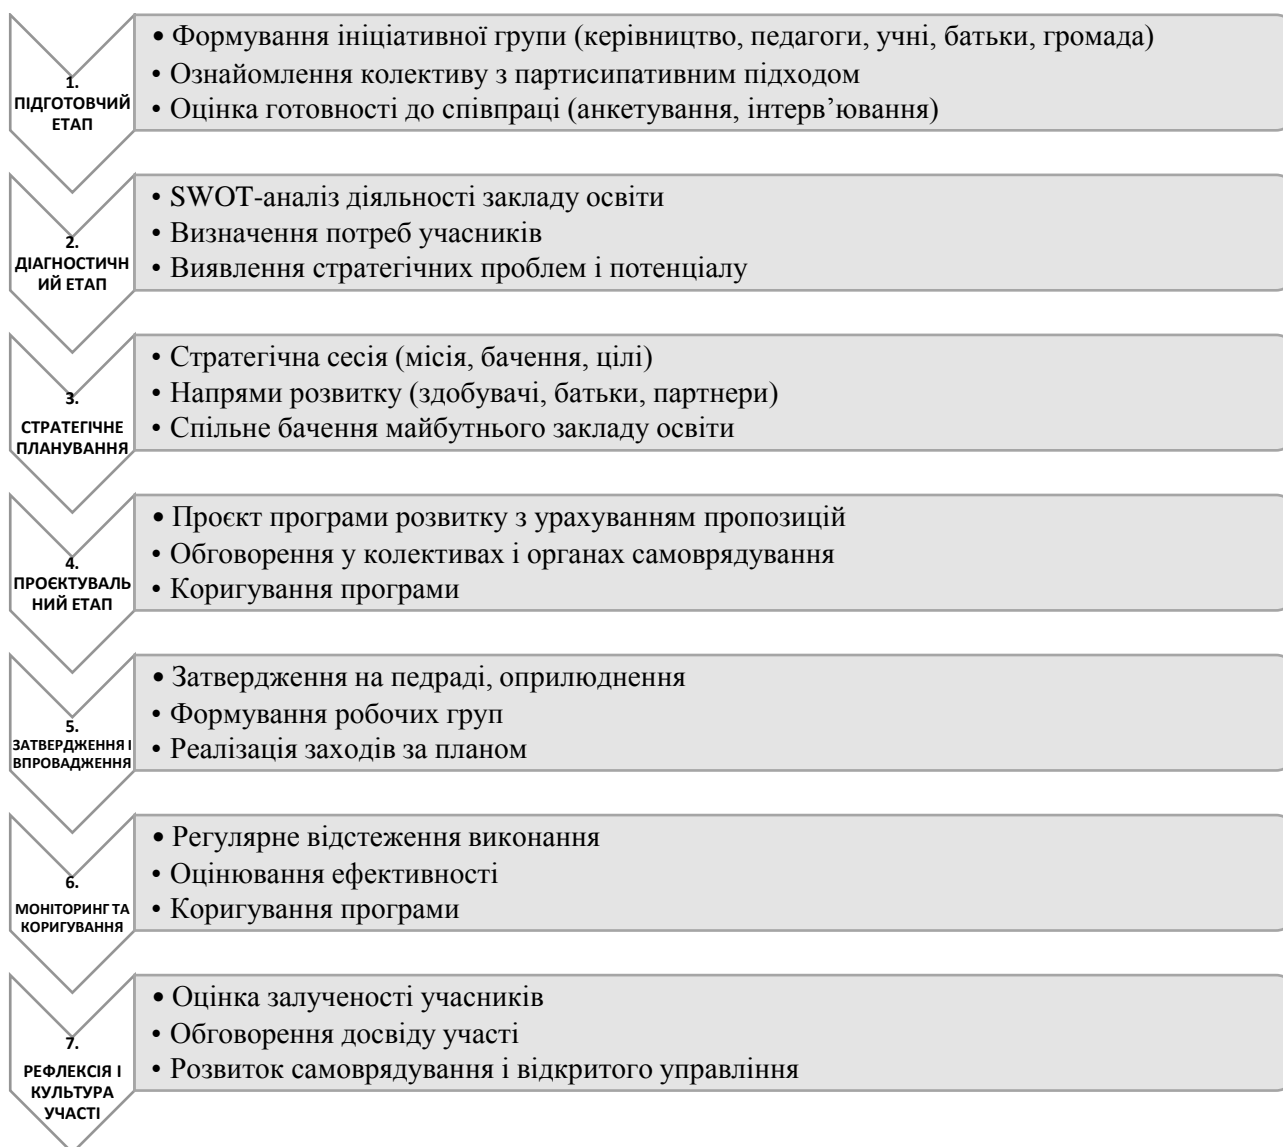 1.
ПІДГОТОВЧИЙ
ЕТАП
• Формування ініціативної групи (керівництво, педагоги, учні, батьки, громада)
• Ознайомлення колективу з партисипативним підходом
• Оцінка готовності до співпраці (анкетування, інтерв’ювання)
2.
ДІАГНОСТИЧН
ИЙ ЕТАП
• SWOT-аналіз діяльності закладу освіти
• Визначення потреб учасників
• Виявлення стратегічних проблем і потенціалу
3.
СТРАТЕГІЧНЕ
ПЛАНУВАННЯ
• Стратегічна сесія (місія, бачення, цілі)
• Напрями розвитку (здобувачі, батьки, партнери)
• Спільне бачення майбутнього закладу освіти
4.
ПРОЄКТУВАЛЬ
НИЙ ЕТАП
• Проєкт програми розвитку з урахуванням пропозицій
• Обговорення у колективах і органах самоврядування
• Коригування програми
5.
ЗАТВЕРДЖЕННЯ І
ВПРОВАДЖЕННЯ
• Затвердження на педраді, оприлюднення
• Формування робочих груп
• Реалізація заходів за планом
6.
МОНІТОРИНГ ТА
КОРИГУВАННЯ
• Регулярне відстеження виконання
• Оцінювання ефективності
• Коригування програми
7.
РЕФЛЕКСІЯ І
КУЛЬТУРА
УЧАСТІ
• Оцінка залученості учасників
• Обговорення досвіду участі
• Розвиток самоврядування і відкритого управління